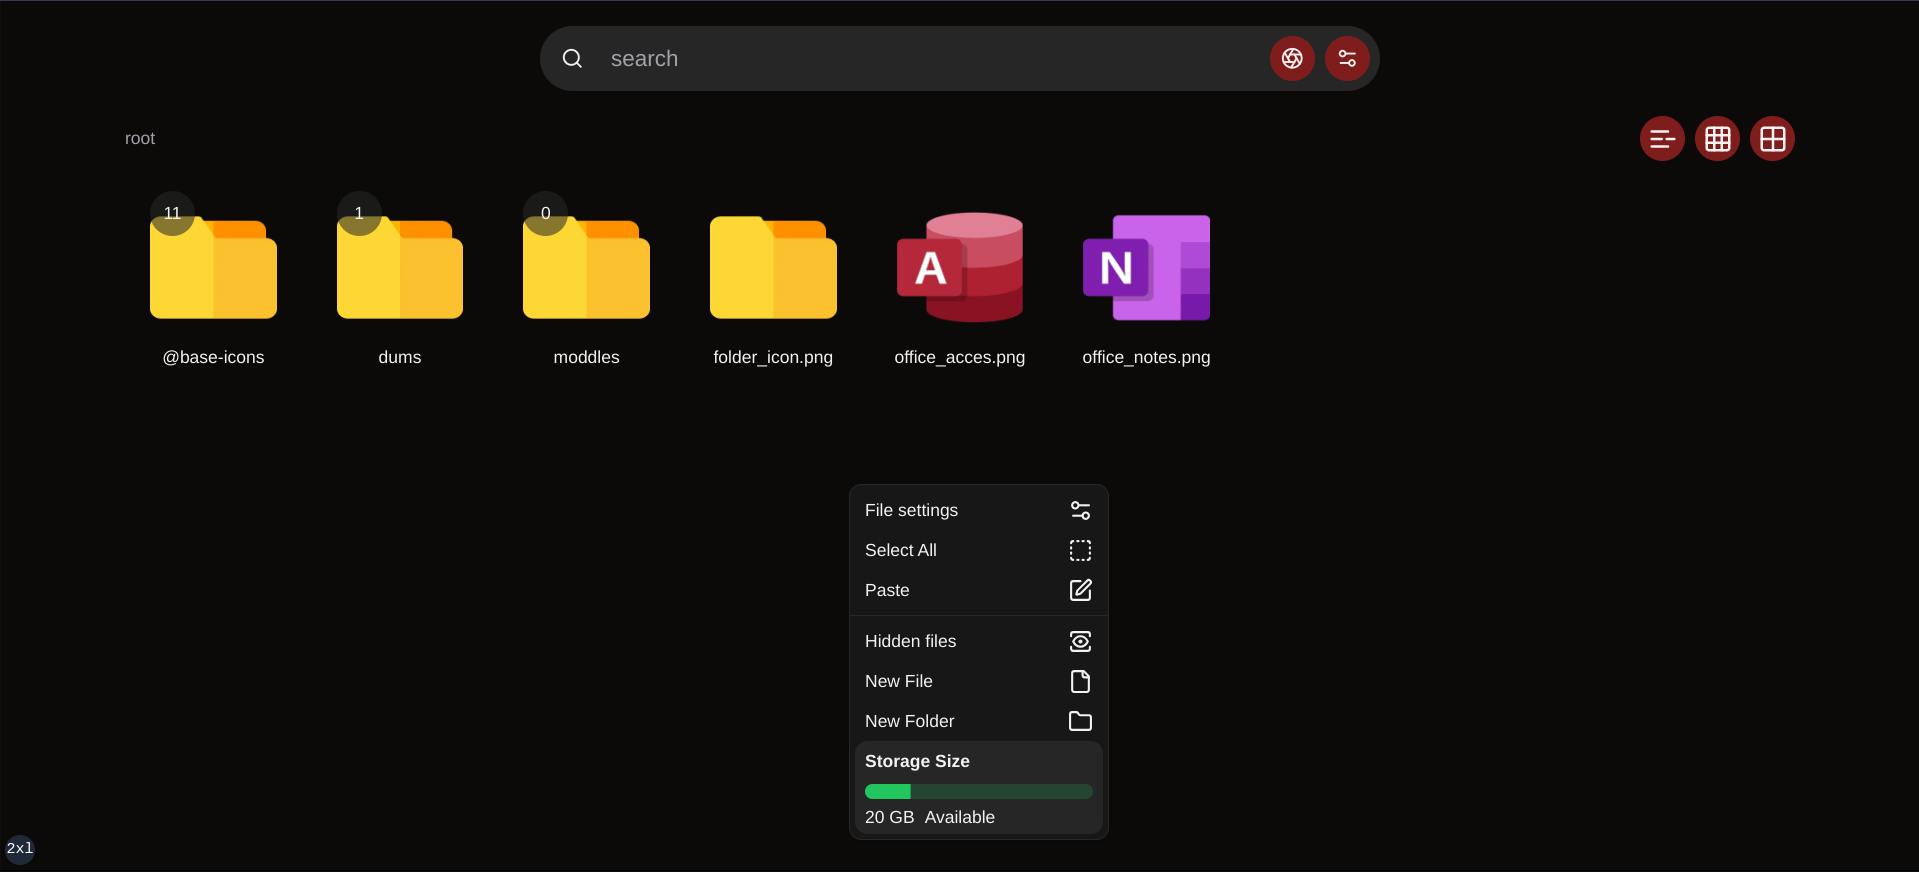 search
root
11
1
0
A
N
@base-icons
dums
moddles
folder_icon.png
office_acces.png
office_notes.png
File settings
Select All
Paste
Hidden files
New File
New Folder
Storage Size
20 GB Available
2xl